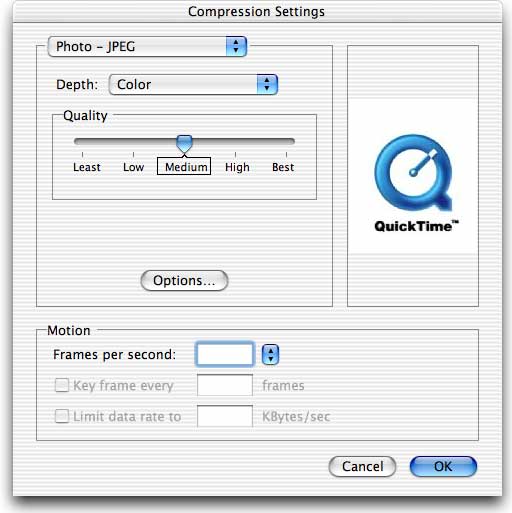 Compression Settings
Photo – JPEG
Depth: Color
Quality
Least Low Medium High Best
QuickTime™
Options...
Motion
Frames per second:
Key frame every frames
Limit data rate to KBytes/sec
Cancel OK